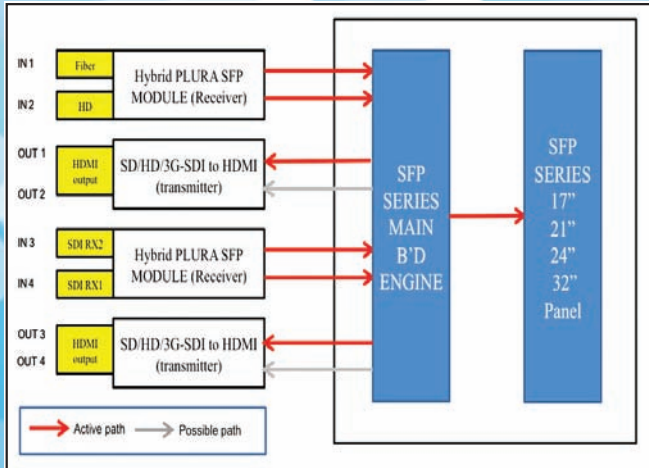 IN 1
Fiber
IN 2
HD
Hybrid PLURA SFP
MODULE (Receiver)
OUT 1
OUT 2
HDMI
output
SD/HD/3G-SDI to HDMI
(transmitter)
IN 3
SDI RX2
IN 4
SDI RX1
Hybrid PLURA SFP
MODULE (Receiver)
OUT 3
OUT 4
HDMI
output
SD/HD/3G-SDI to HDMI
(transmitter)
SFP
SERIES
MAIN
B'D
ENGINE
SFP
SERIES
17”
21”
24”
32”
Panel
Active path
Possible path